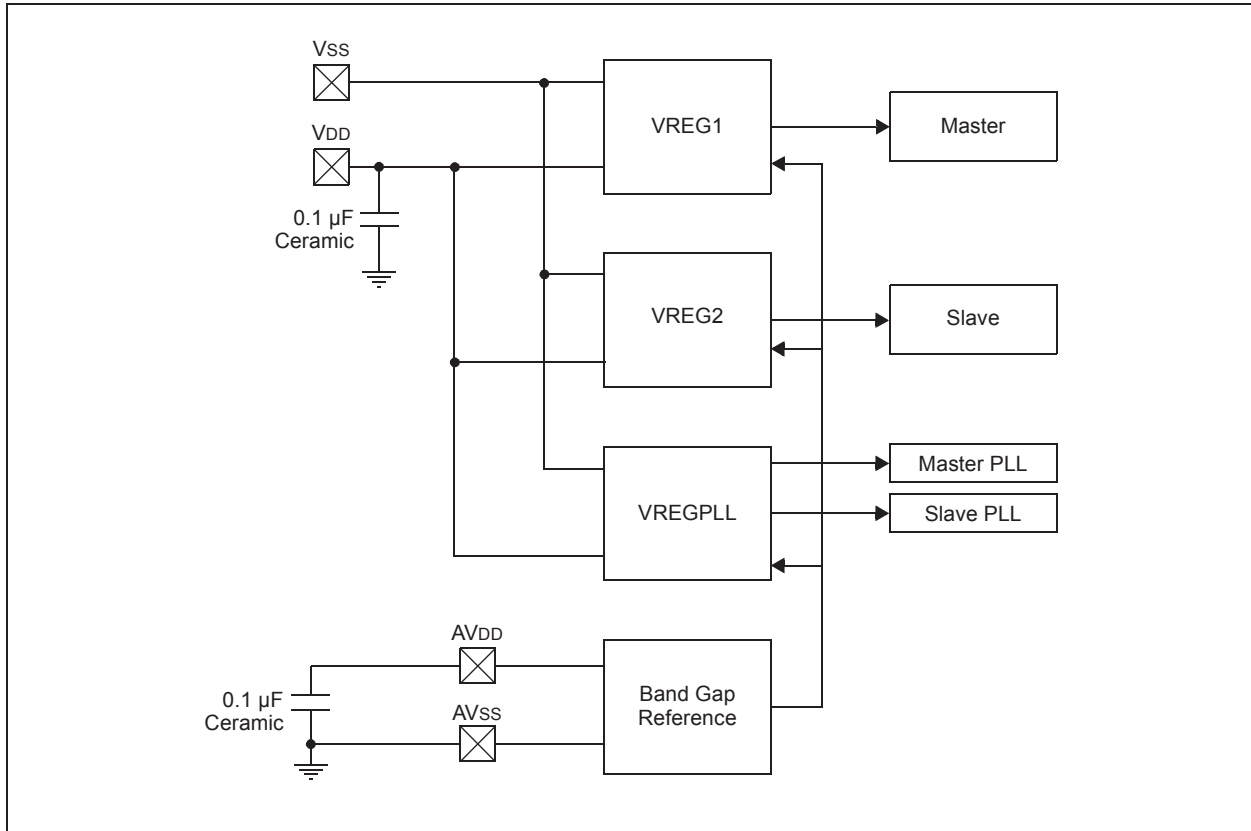 VSS
VREG1
Master
VDD
0.1 µF
Ceramic
VREG2
Slave
VREGPLL
Master PLL
Slave PLL
AVDD
0.1 µF
Ceramic
AVSS
Band Gap
Reference